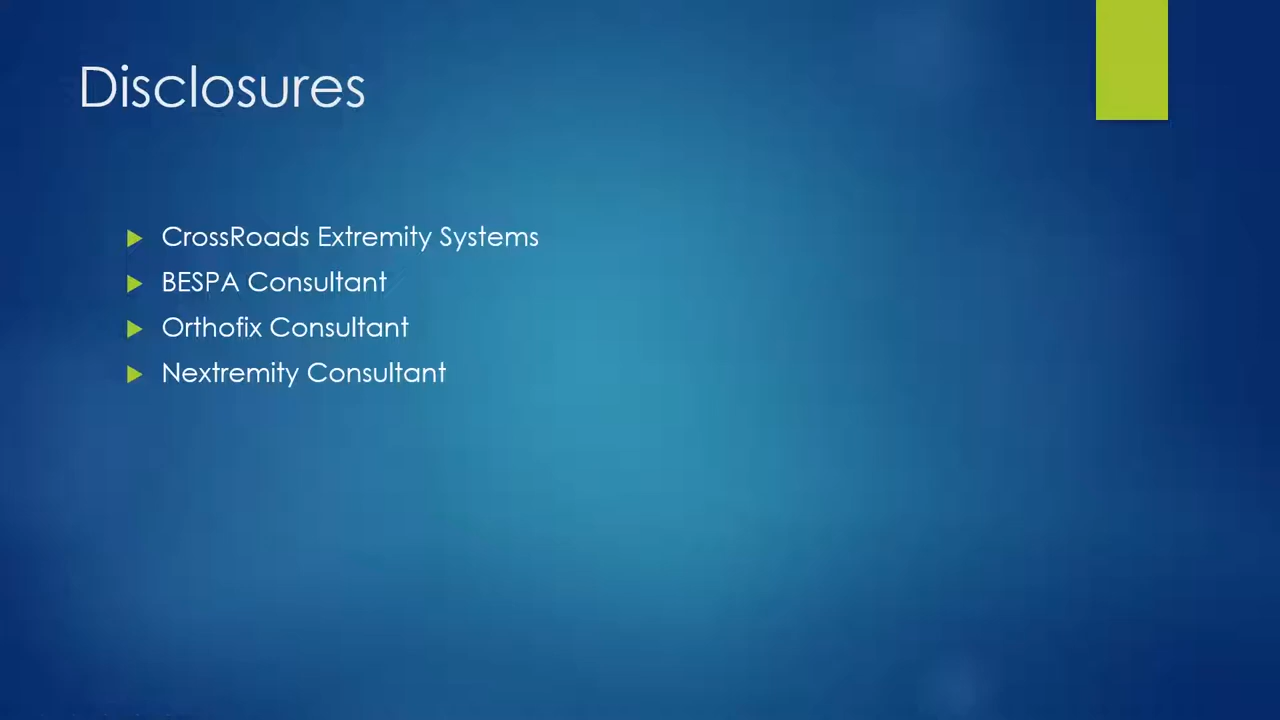 Disclosures
CrossRoads Extremity Systems
BESPA Consultant
Orthofix Consultant
Nextremity Consultant